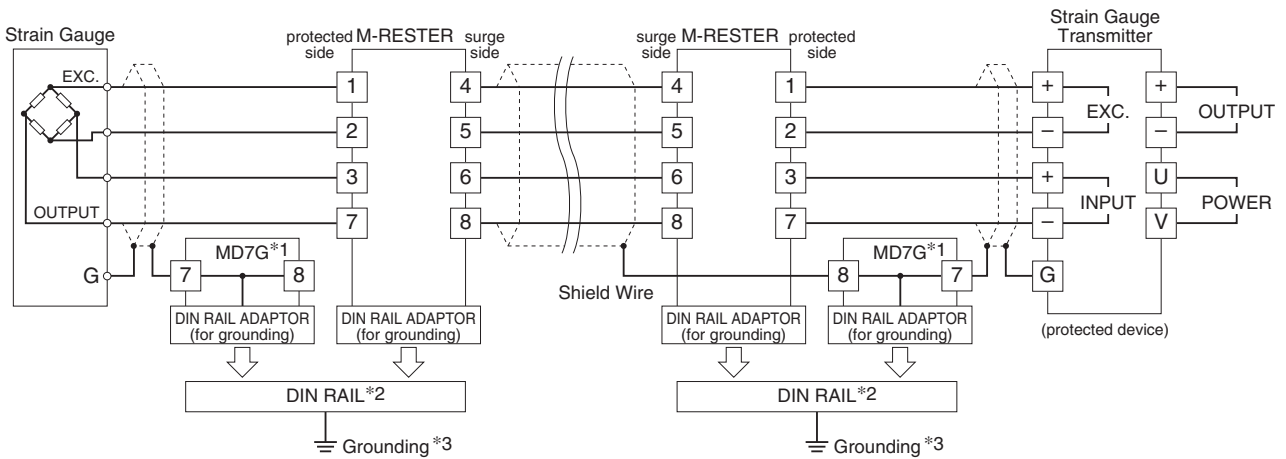 Strain Gauge
EXC.
OUTPUT
G
protected side
M-RESTER
surge side
1
2
3
7
4
5
6
8
MD7G*1
7
8
DIN RAIL ADAPTOR
(for grounding)
DIN RAIL ADAPTOR
(for grounding)
DIN RAIL*2
Grounding *3
Shield Wire
surge side
M-RESTER
protected side
4
5
6
8
1
2
3
7
MD7G*1
8
7
DIN RAIL ADAPTOR
(for grounding)
DIN RAIL ADAPTOR
(for grounding)
DIN RAIL*2
Grounding *3
Strain Gauge
Transmitter
+
–
EXC.
+
–
INPUT
G
+
–
OUTPUT
U
V
POWER
(protected device)